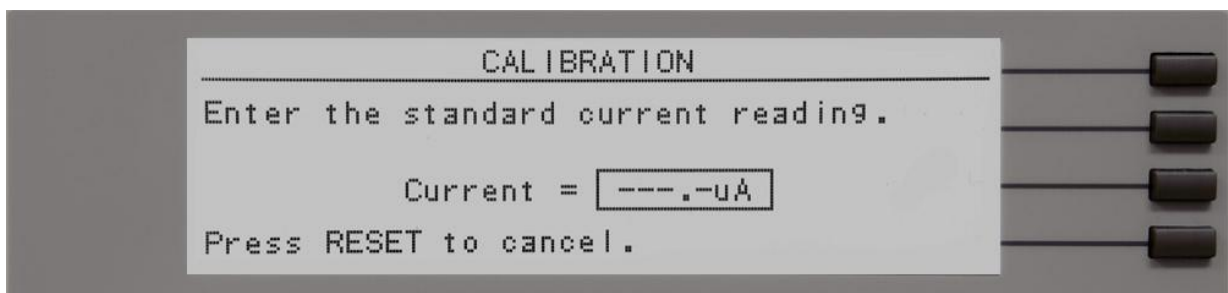 CALIBRATION
Enter the standard current reading.
Current = ---.-uA
Press RESET to cancel.